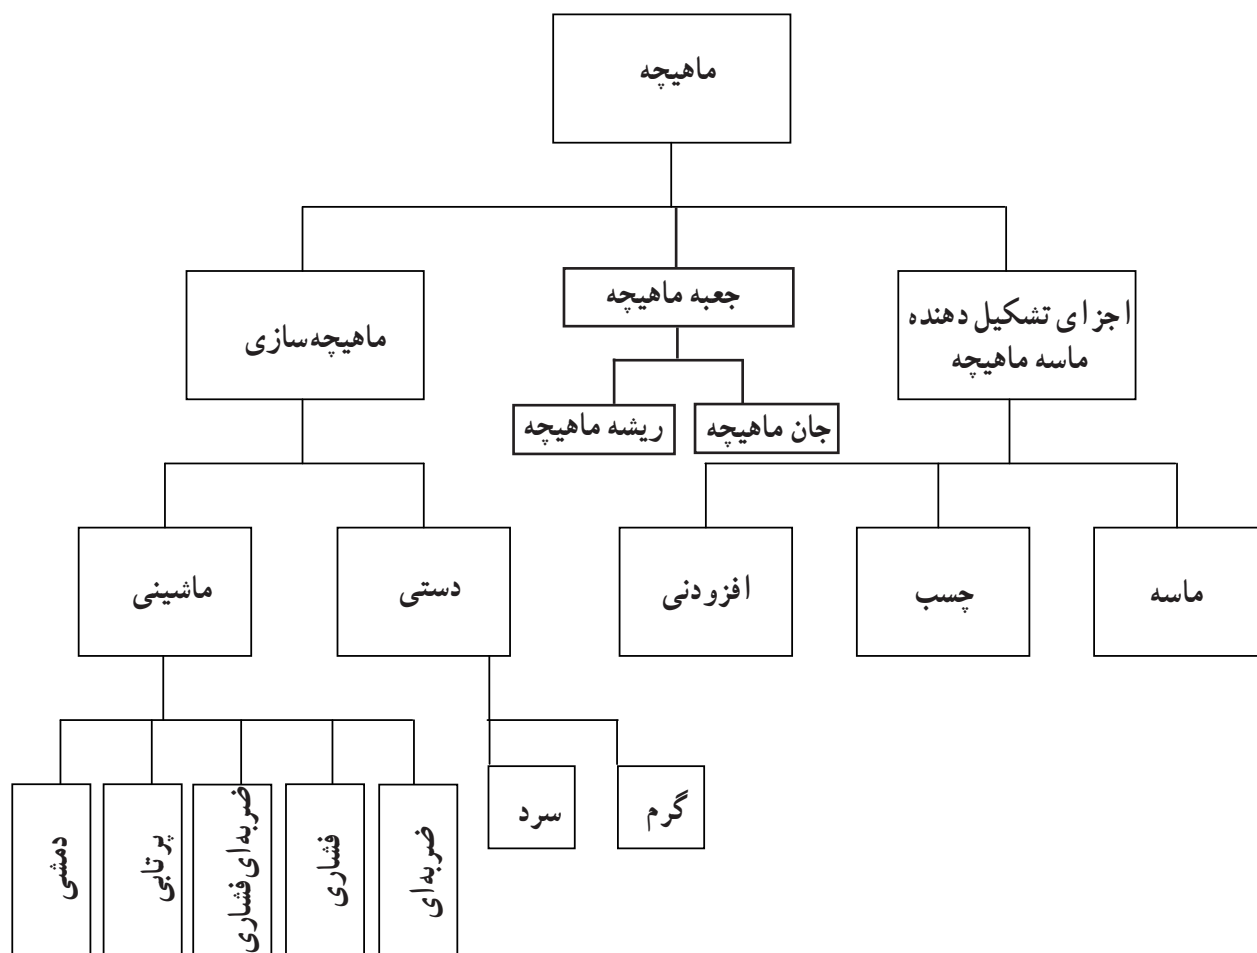 ماهیچه
اجزای تشکیل دهنده
ماسه ماهیچه
جعبه ماهیچه
ماهیچه‌سازی
جان ماهیچه
ریشه ماهیچه
ماسه
چسب
افزودنی
دستی
ماشینی
گرم
سرد
ضربه‌ای
فشاری
ضربه‌ای فشاری
پرتابی
دمشی